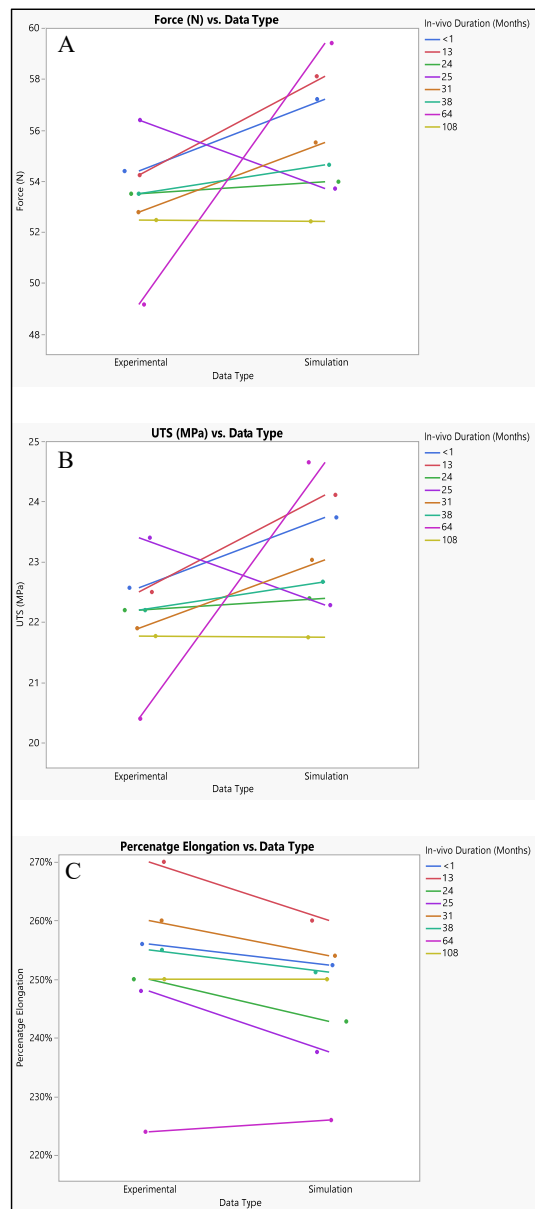 A
Force (N) vs. Data Type
In-vivo Duration (Months)
<1
13
24
25
31
38
64
108
60
58
56
54
52
50
48
Force (N)
Experimental
Simulation
Data Type
B
UTS (MPa) vs. Data Type
In-vivo Duration (Months)
<1
13
24
25
31
38
64
108
25
24
23
22
21
20
UTS (MPa)
Experimental
Simulation
Data Type
C
Percenatge Elongation vs. Data Type
In-vivo Duration (Months)
<1
13
24
25
31
38
64
108
270%
260%
250%
240%
230%
220%
Percenatge Elongation
Experimental
Simulation
Data Type